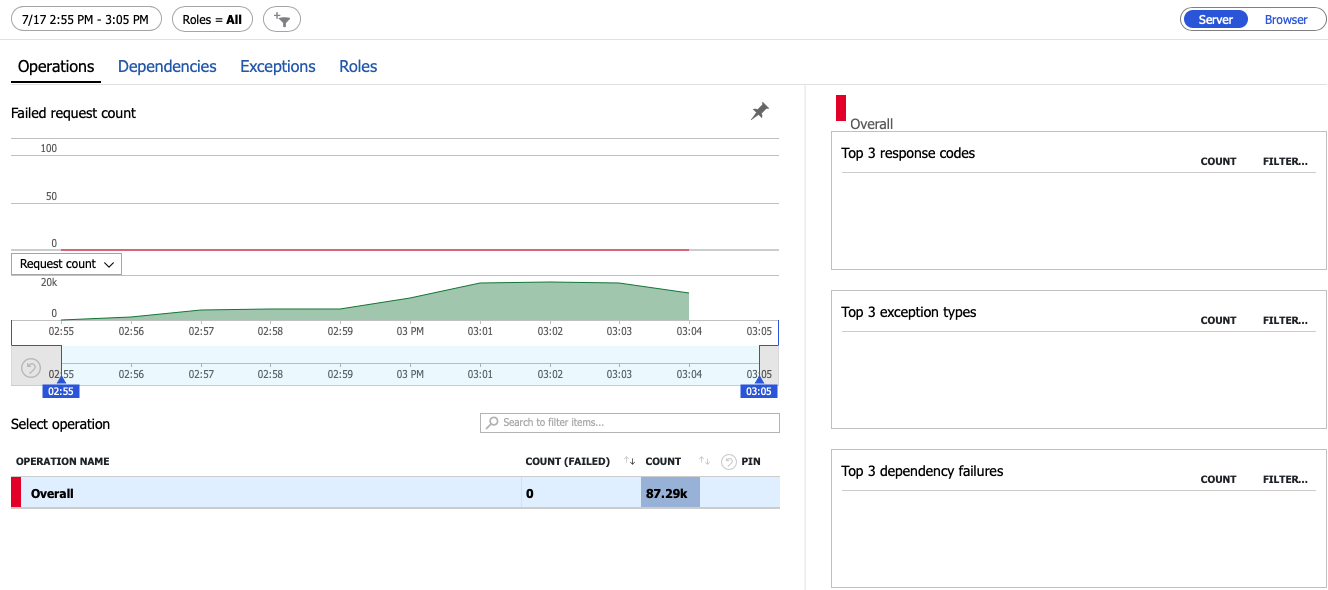 7/17 2:55 PM - 3:05 PM Roles = All Server Browser
Operations Dependencies Exceptions Roles
Failed request count
100
50
0
Request count
20k
0
02:55 02:56 02:57 02:58 02:59 03 PM 03:01 03:02 03:03 03:04 03:05
02:55 02:56 02:57 02:58 02:59 03 PM 03:01 03:02 03:03 03:04 03:05
02:55 03:05
Select operation Search to filter items...
OPERATION NAME COUNT (FAILED) COUNT PIN
Overall 0 87.29k
Overall
Top 3 response codes COUNT FILTER...
Top 3 exception types COUNT FILTER...
Top 3 dependency failures COUNT FILTER...